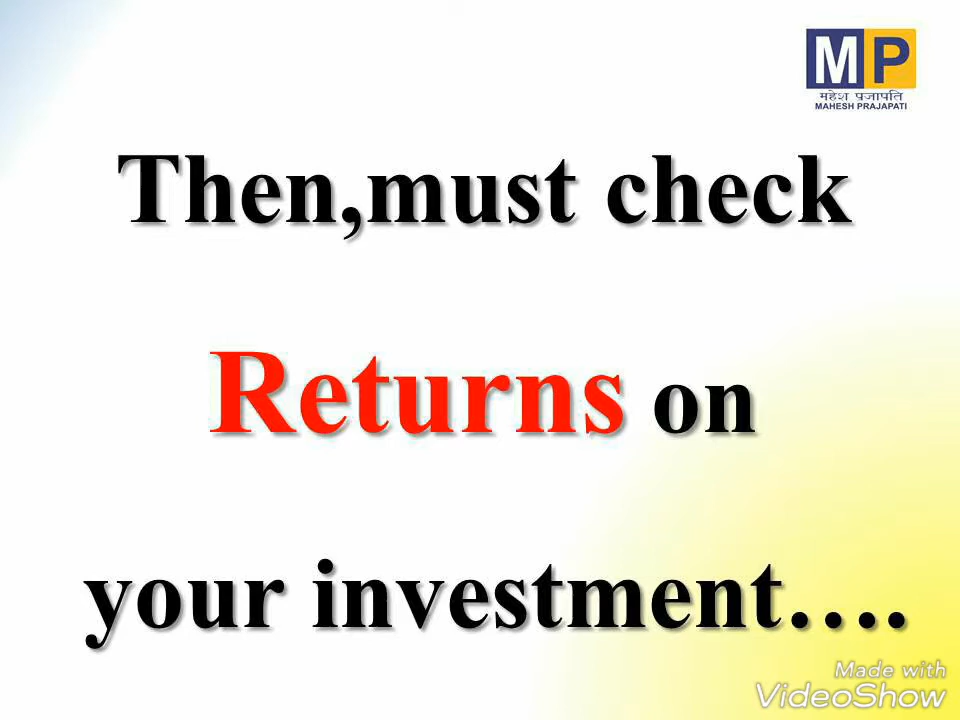 MP
महेश प्रजापति
MAHESH PRAJAPATI
Then,must check
Returns on
your investment….
Made with
VideoShow